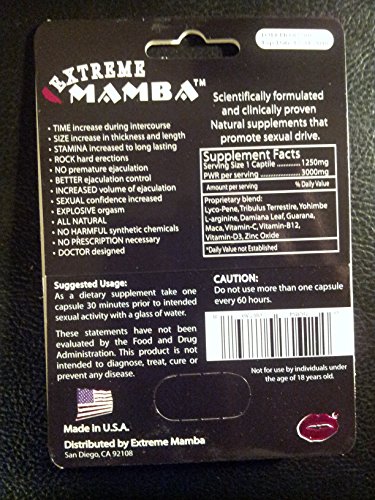 EXTREME
MAMBA™
• TIME increase during intercourse
• SIZE increase in thickness and length
• STAMINA increased to long lasting
• ROCK hard erections
• NO premature ejaculation
• BETTER ejaculation control
• INCREASED volume of ejaculation
• SEXUAL confidence increased
• EXPLOSIVE orgasm
• ALL NATURAL
• NO HARMFUL synthetic chemicals
• NO PRESCRIPTION necessary
• DOCTOR designed
Scientifically formulated
and clinically proven
Natural supplements that
promote sexual drive.
Supplement Facts
Serving Size 1 Captile ..... 1250mg
PWR per serving ........... 3000mg
Amount per serving % Daily Value
Proprietary blend:
Lyco-Pene, Tribulus Terrestire, Yohimbe
L-arginine, Damiana Leaf, Guarana,
Maca, Vitamin-C, Vitamin-B12,
Vitamin-D3, Zinc Oxide
*Daily Value not Established
Suggested Usage:
As a dietary supplement take one
capsule 30 minutes prior to intended
sexual activity with a glass of water.
These statements have not been
evaluated by the Food and Drug
Administration. This product is not
intended to diagnose, treat, cure or
prevent any disease.
CAUTION:
Do not use more than one capsule
every 60 hours.
Not for use by individuals under
the age of 18 years old.
Made in U.S.A.
Distributed by Extreme Mamba
San Diego, CA 92108